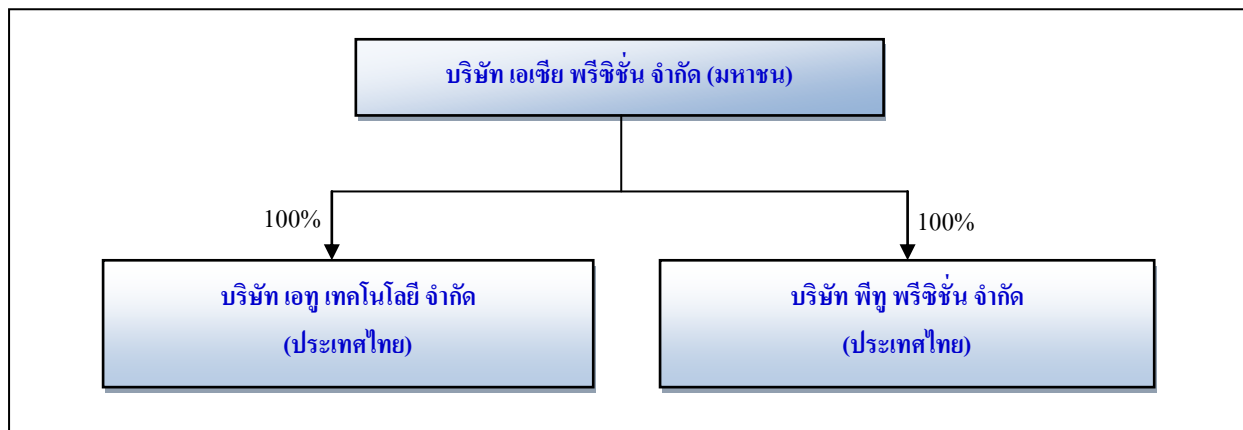 บริษัท เอเซีย พรีซิชั่น จำกัด (มหาชน)
100%
100%
บริษัท เอทู เทคโนโลยี จำกัด
(ประเทศไทย)
บริษัท พีทู พรีซิชั่น จำกัด
(ประเทศไทย)